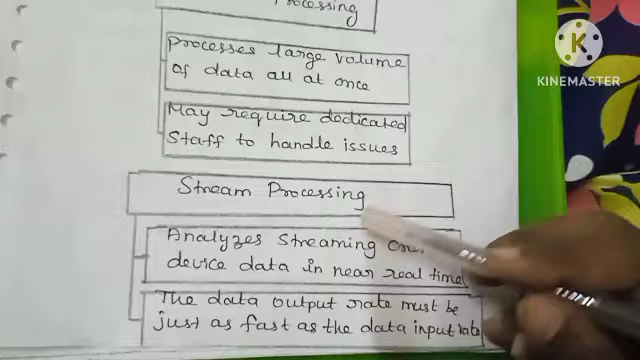 Processing
Processes large volume
of data all at once
May require dedicated
Staff to handle issues
Stream Processing
Analyzes streaming
device data in near real time
The data output rate must be
just as fast as the data input rate
KINEMASTER